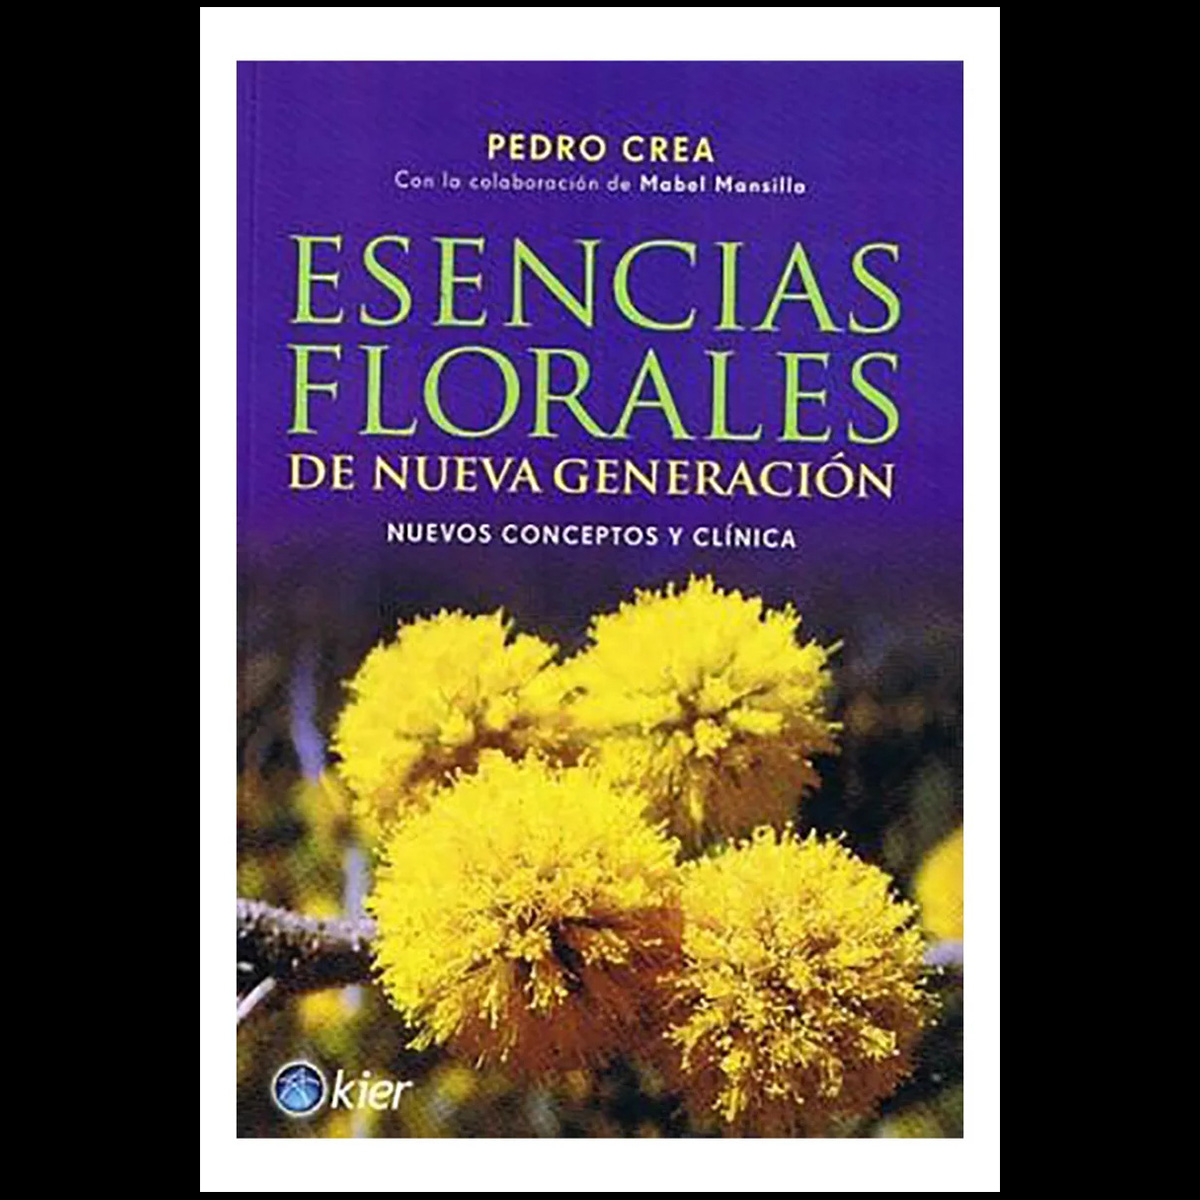 PEDRO CREA
Con la colaboración de Mabel Mansilla
ESENCIAS
FLORALES
DE NUEVA GENERACIÓN
NUEVOS CONCEPTOS Y CLÍNICA
kier